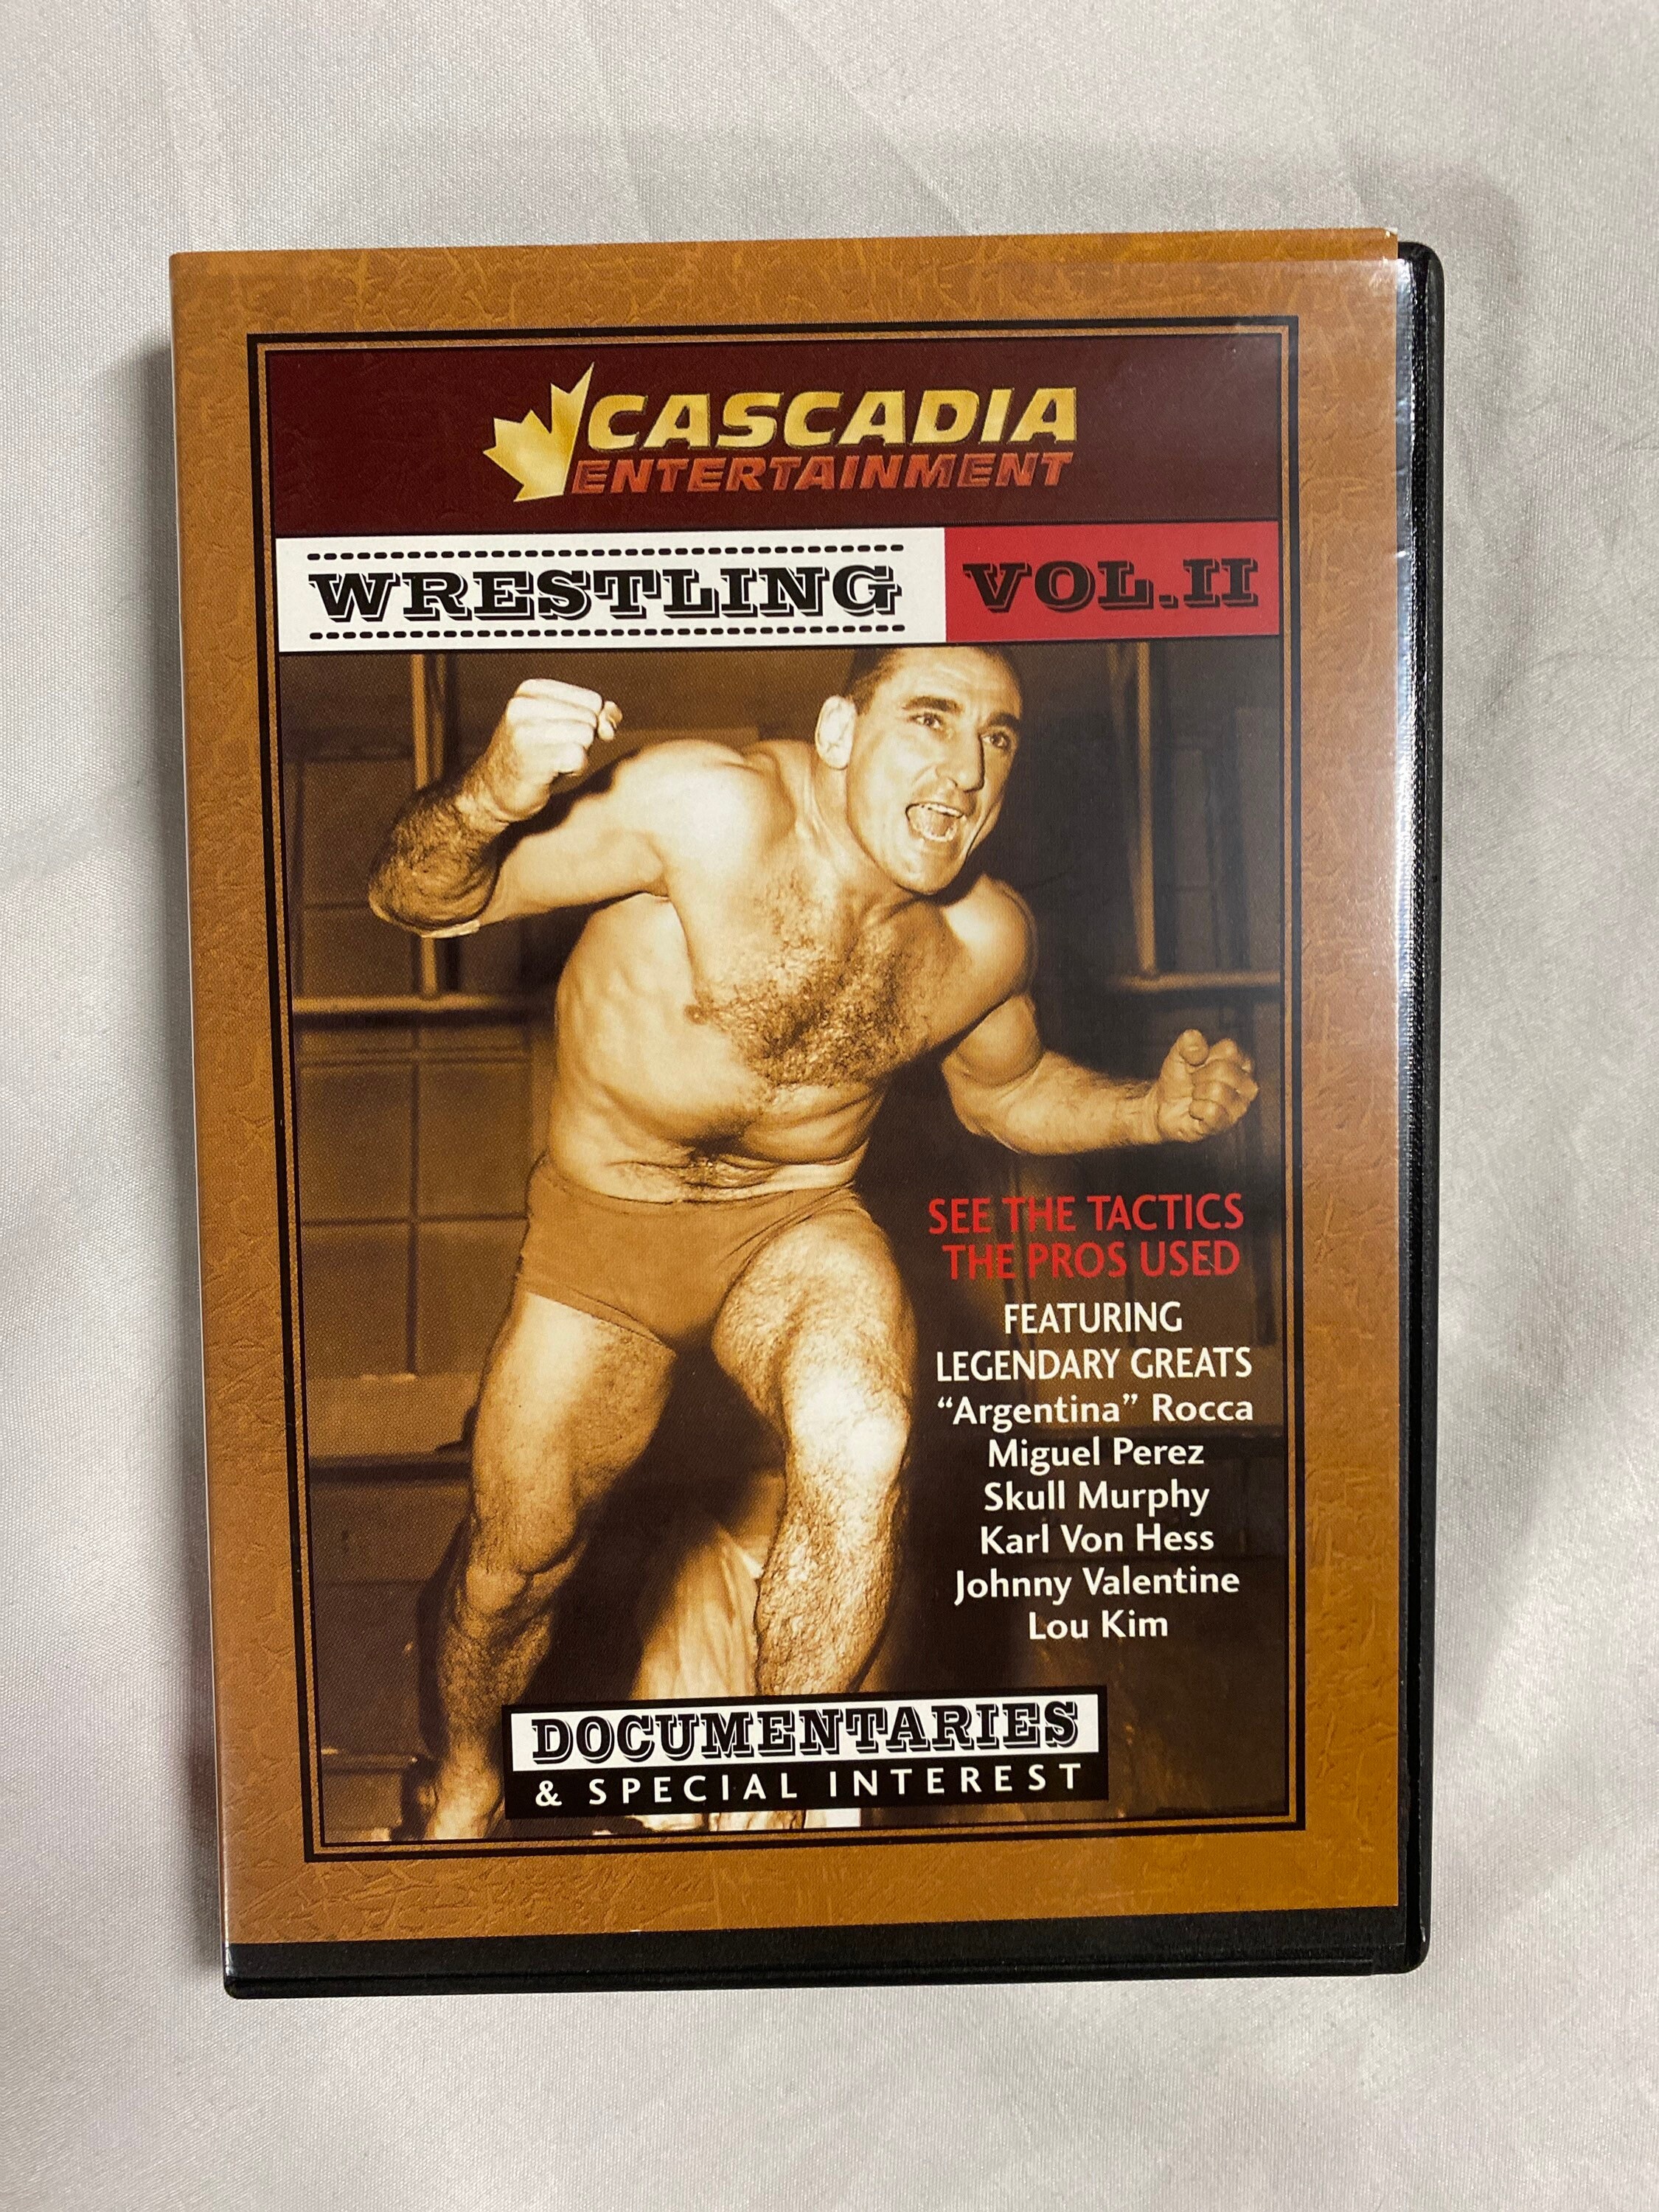 CASCADIA
ENTERTAINMENT
WRESTLING VOL.II
SEE THE TACTICS
THE PROS USED
FEATURING
LEGENDARY GREATS
“Argentina” Rocca
Miguel Perez
Skull Murphy
Karl Von Hess
Johnny Valentine
Lou Kim
DOCUMENTARIES
& SPECIAL INTEREST